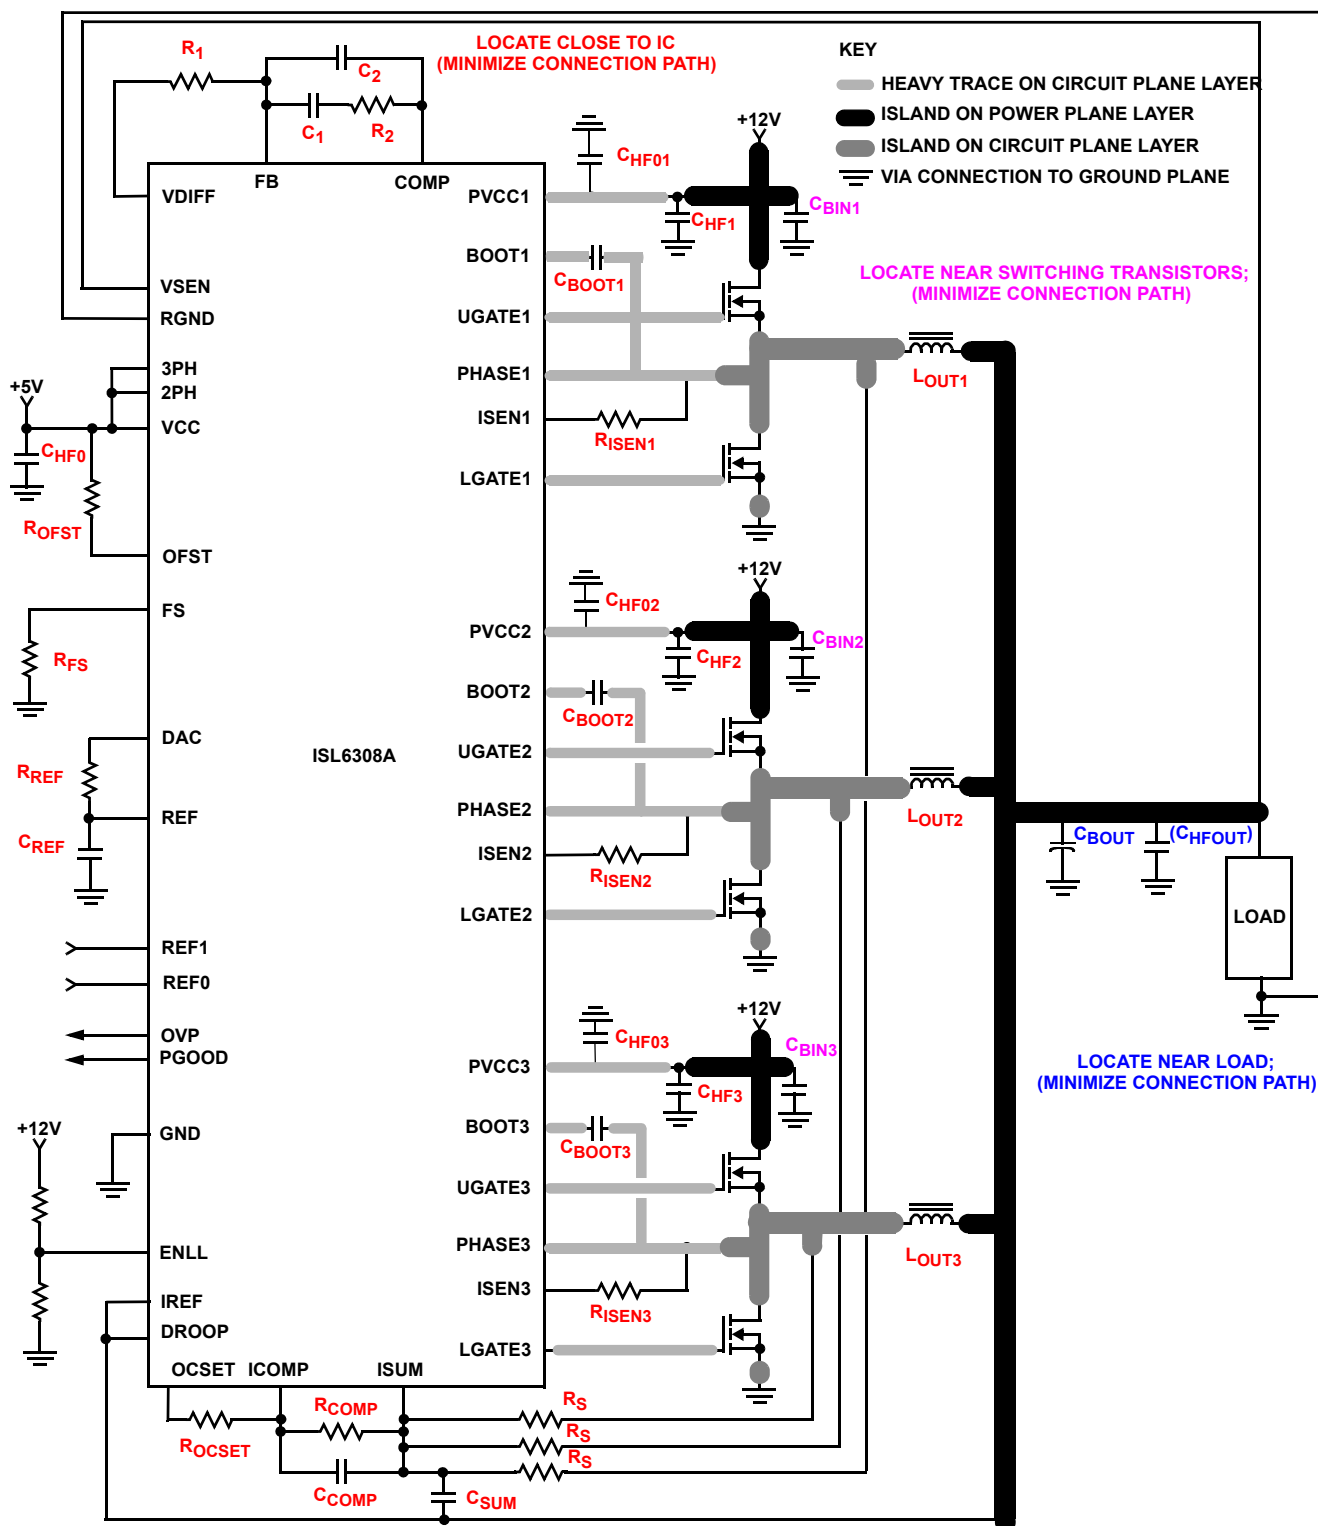 R1
C2
C1
R2
LOCATE CLOSE TO IC
(MINIMIZE CONNECTION PATH)
KEY
HEAVY TRACE ON CIRCUIT PLANE LAYER
ISLAND ON POWER PLANE LAYER
ISLAND ON CIRCUIT PLANE LAYER
VIA CONNECTION TO GROUND PLANE
+12V
CHF01
CHF1
CBIN1
FB
COMP
VDIFF
PVCC1
BOOT1
CBOOT1
LOCATE NEAR SWITCHING TRANSISTORS;
(MINIMIZE CONNECTION PATH)
VSEN
RGND
UGATE1
3PH
2PH
PHASE1
LOUT1
+5V
VCC
ISEN1
RISEN1
CHF0
LGATE1
ROFST
OFST
+12V
CHF02
FS
PVCC2
CHF2
CBIN2
RFS
BOOT2
CBOOT2
DAC
ISL6308A
UGATE2
RREF
REF
PHASE2
LOUT2
CREF
CBOUT
(CHFOUT)
ISEN2
RISEN2
LGATE2
LOAD
REF1
REF0
+12V
OVP
PGOOD
CHF03
CBIN3
PVCC3
CHF3
LOCATE NEAR LOAD;
(MINIMIZE CONNECTION PATH)
+12V
GND
BOOT3
CBOOT3
UGATE3
ENLL
PHASE3
LOUT3
IREF
ISEN3
RISEN3
DROOP
LGATE3
OCSET
ICOMP
ISUM
RCOMP
RS
ROCSET
RS
RS
CCOMP
CSUM